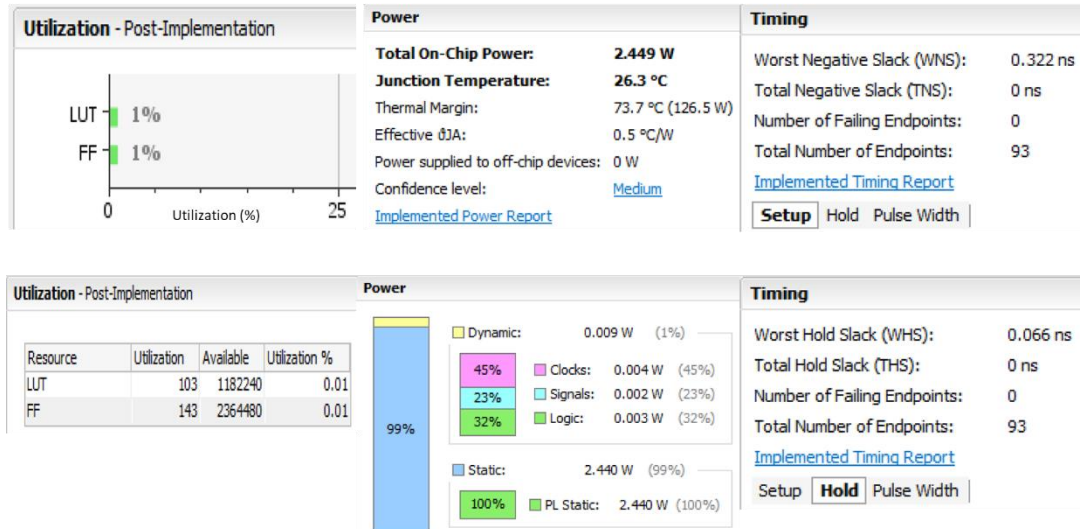 Utilization - Post-Implementation
LUT 1%
FF 1%
0 25
Utilization (%)
Power
Total On-Chip Power: 2.449 W
Junction Temperature: 26.3 °C
Thermal Margin: 73.7 °C (126.5 W)
Effective ϑJA: 0.5 °C/W
Power supplied to off-chip devices: 0 W
Confidence level: Medium
Implemented Power Report
Timing
Worst Negative Slack (WNS): 0.322 ns
Total Negative Slack (TNS): 0 ns
Number of Failing Endpoints: 0
Total Number of Endpoints: 93
Implemented Timing Report
Setup Hold Pulse Width
Utilization - Post-Implementation
Resource Utilization Available Utilization %
LUT 103 1182240 0.01
FF 143 2364480 0.01
Power
99%
Dynamic: 0.009 W (1%)
45% Clocks: 0.004 W (45%)
23% Signals: 0.002 W (23%)
32% Logic: 0.003 W (32%)
Static: 2.440 W (99%)
100% PL Static: 2.440 W (100%)
Timing
Worst Hold Slack (WHS): 0.066 ns
Total Hold Slack (THS): 0 ns
Number of Failing Endpoints: 0
Total Number of Endpoints: 93
Implemented Timing Report
Setup Hold Pulse Width